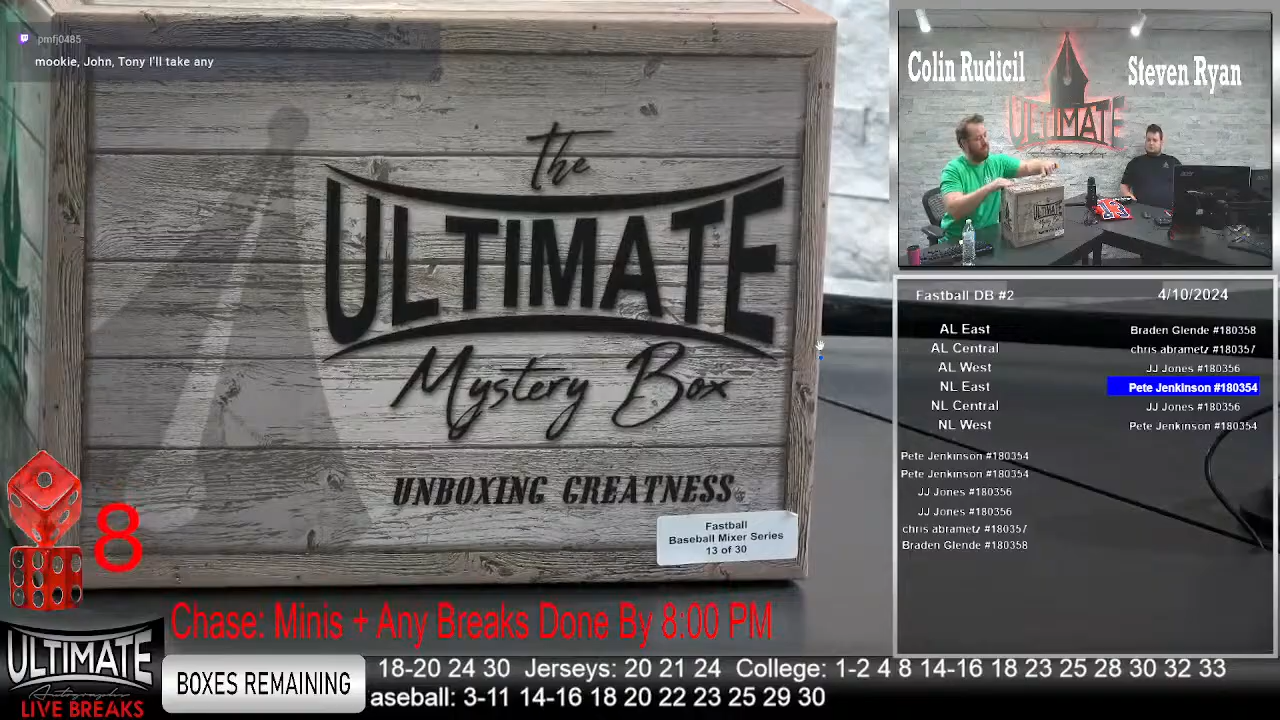 pmfj0485
mookie, John, Tony I'll take any
The
ULTIMATE
Mystery Box
UNBOXING GREATNESS
Fastball
Baseball Mixer Series
13 of 30
8
Colin Rudicil
Steven Ryan
ULTIMATE
Fastball DB #2 4/10/2024
AL East Braden Glende #180358
AL Central chris abrametz #180357
AL West JJ Jones #180356
NL East Pete Jenkinson #180354
NL Central JJ Jones #180356
NL West Pete Jenkinson #180354
Pete Jenkinson #180354
Pete Jenkinson #180354
JJ Jones #180356
JJ Jones #180356
chris abrametz #180357
Braden Glende #180358
Chase: Minis + Any Breaks Done By 8:00 PM
ULTIMATE
Autographs
LIVE BREAKS
BOXES REMAINING
18-20 24 30 Jerseys: 20 21 24 College: 1-2 4 8 14-16 18 23 25 28 30 32 33
aseball: 3-11 14-16 18 20 22 23 25 29 30